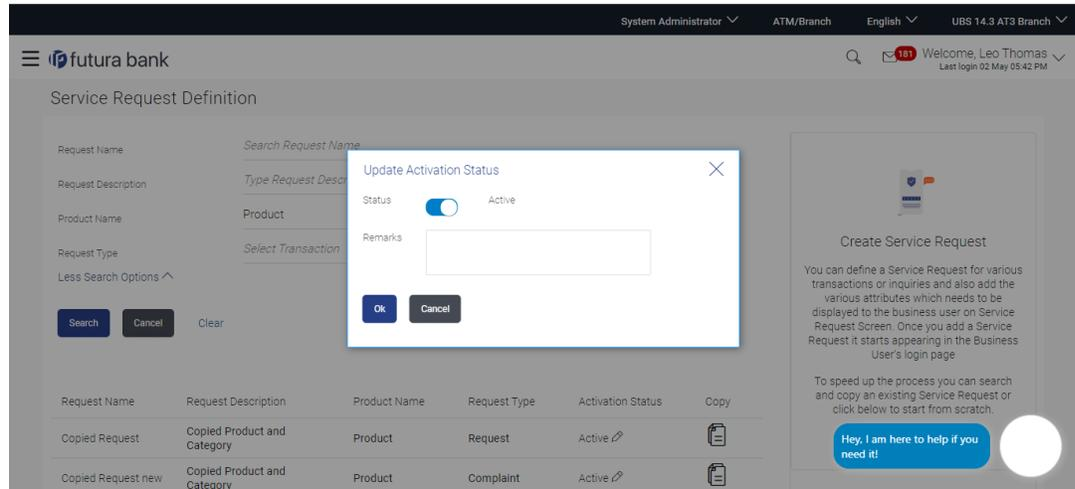 System Administrator ATM/Branch English UBS 14.3 AT3 Branch
futura bank
181
Welcome, Leo Thomas
Last login 02 May 05:42 PM
Service Request Definition
Request Name Search Request Name
Request Description Type Request Descr
Product Name Product
Request Type Select Transaction
Less Search Options
Search Cancel Clear
Update Activation Status
Status Active
Remarks
Ok Cancel
Create Service Request
You can define a Service Request for various
transactions or inquiries and also add the
various attributes which needs to be
displayed to the business user on Service
Request Screen. Once you add a Service
Request it starts appearing in the Business
User's login page
To speed up the process you can search
and copy an existing Service Request or
click below to start from scratch.
Hey, I am here to help if you
need it!
Request Name Request Description Product Name Request Type Activation Status Copy
Copied Request Copied Product and
Category Product Request Active
Copied Request new Copied Product and
Category Product Complaint Active